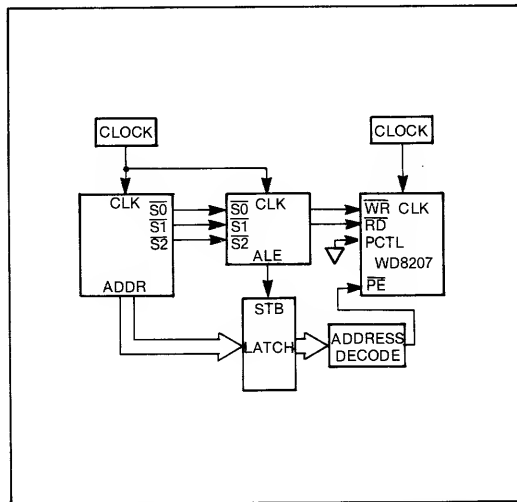 CLOCK
CLOCK
CLK
S0
S1
S2
ADDR
S0
CLK
S1
S2
ALE
WR
CLK
RD
PCTL
WD8207
PE
STB
LATCH
ADDRESS
DECODE